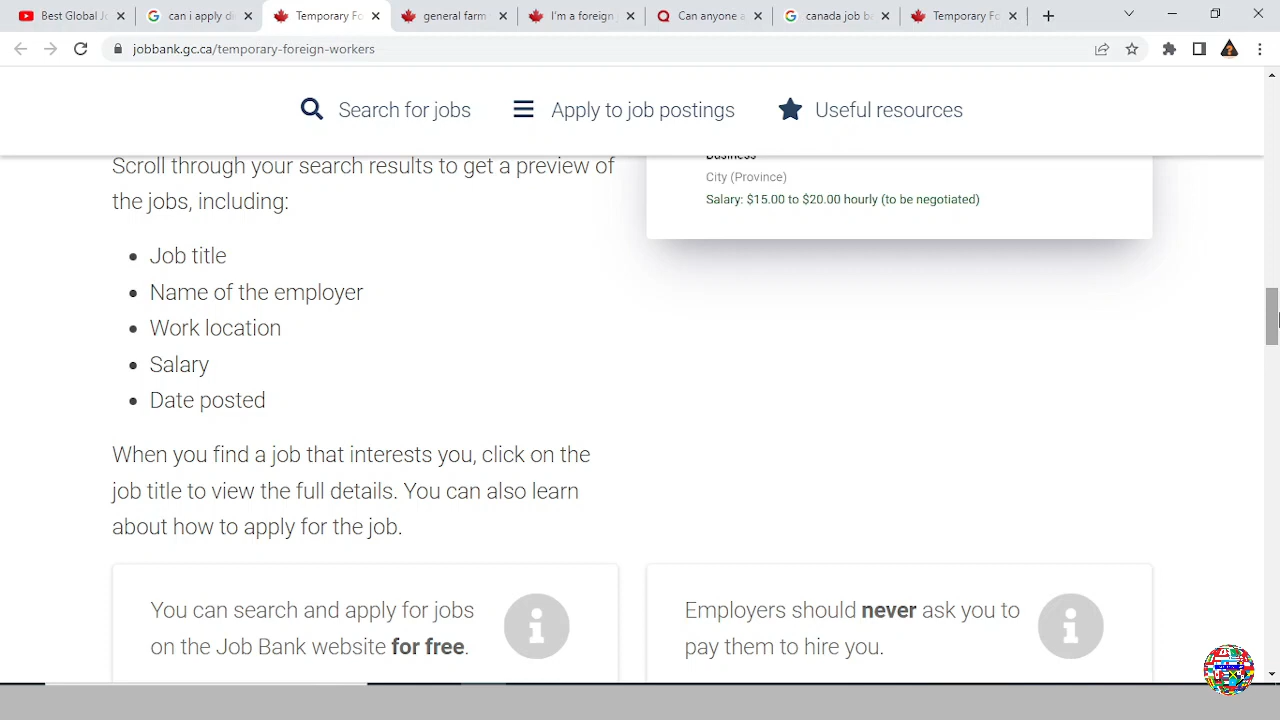 Best Global J
can i apply d
Temporary Fo
general farm
I'm a foreign
Can anyone a
canada job b
Temporary Fo
jobbank.gc.ca/temporary-foreign-workers
Search for jobs
Apply to job postings
Useful resources
Scroll through your search results to get a preview of
the jobs, including:
Business
City (Province)
Salary: $15.00 to $20.00 hourly (to be negotiated)
Job title
Name of the employer
Work location
Salary
Date posted
When you find a job that interests you, click on the
job title to view the full details. You can also learn
about how to apply for the job.
You can search and apply for jobs
on the Job Bank website for free.
Employers should never ask you to
pay them to hire you.